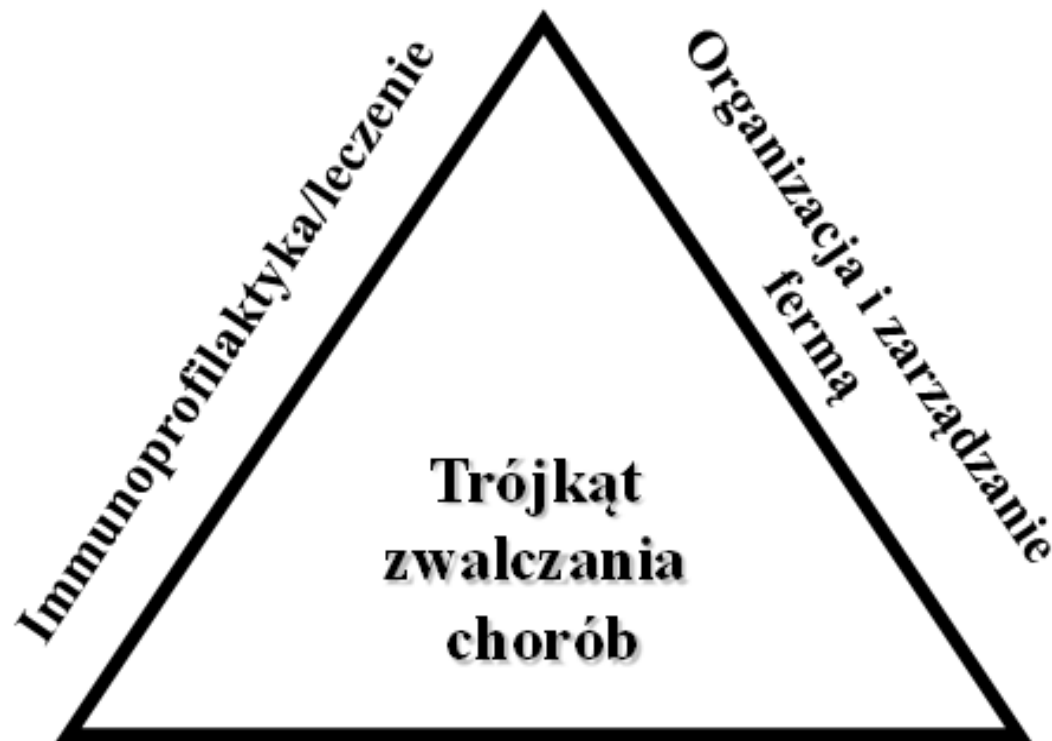 Immunoprofilaktyka/leczenie
Organizacja i zarządzanie
fermą
Trójkąt
zwalczania
chorób